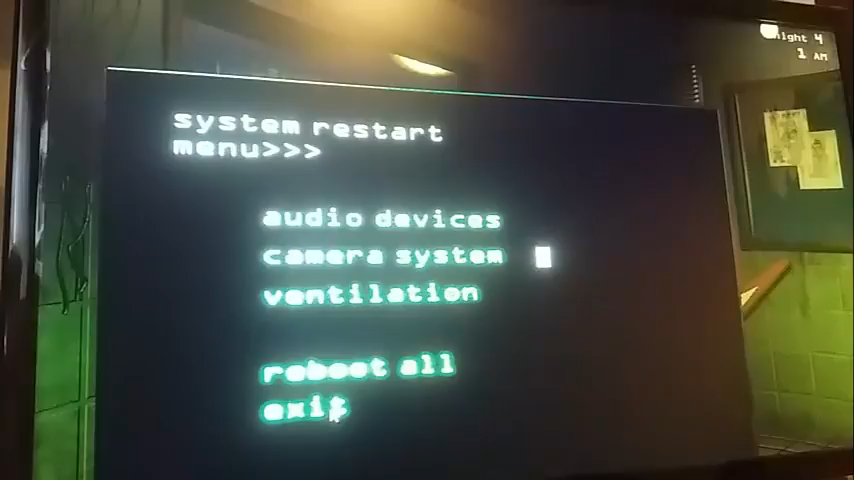 night 4
1 AM
system restart
menu>>>
audio devices
camera system
ventilation
reboot all
exit